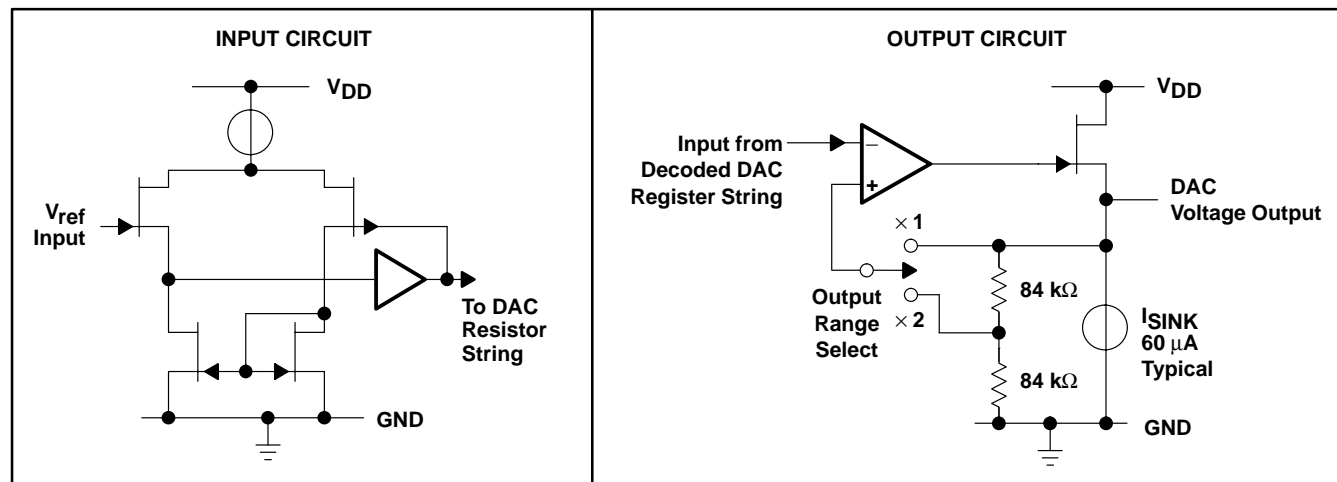 INPUT CIRCUIT
VDD
Vref
Input
To DAC
Resistor
String
GND
OUTPUT CIRCUIT
VDD
Input from
Decoded DAC
Register String
−
+
DAC
Voltage Output
× 1
Output
Range
Select
× 2
84 kΩ
84 kΩ
ISINK
60 μA
Typical
GND